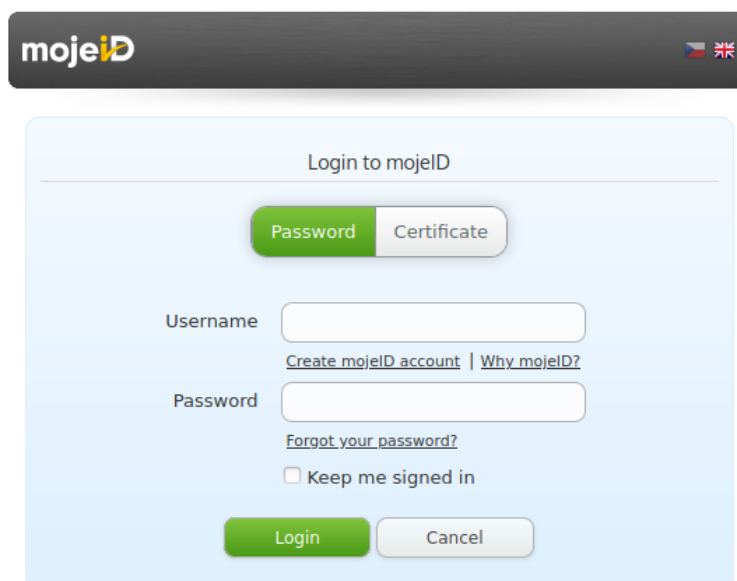 mojeiD
Login to mojeID
Password Certificate
Username
Create mojeID account | Why mojeID?
Password
Forgot your password?
Keep me signed in
Login Cancel